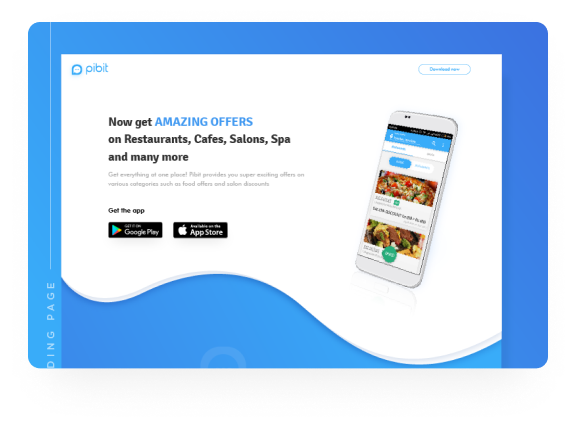 pibit
Download now
Now get AMAZING OFFERS
on Restaurants, Cafes, Salons, Spa
and many more
Get everything at one place! Pibit provides you super exciting offers on
various categories such as food offers and salon discounts
Get the app
GET IT ON
Google Play
Available on the
App Store
DING PAGE